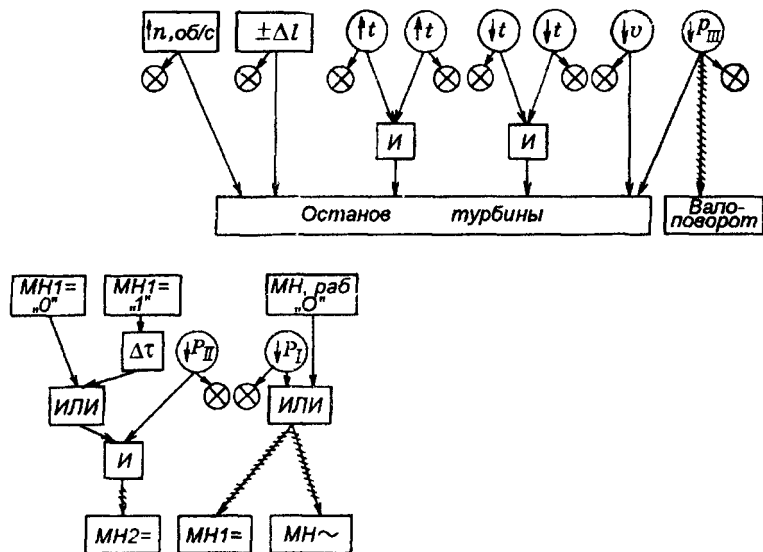 ↑n, об/с
±Δl
↑t
↑t
↓t
↓t
↓υ
↓p_III
И
И
Останов турбины
Вало-
поворот
МН1=
„0"
МН1=
„1"
МН, раб
„О"
Δτ
↓P_II
↓P_I
ИЛИ
ИЛИ
И
МН2=
МН1=
МН~